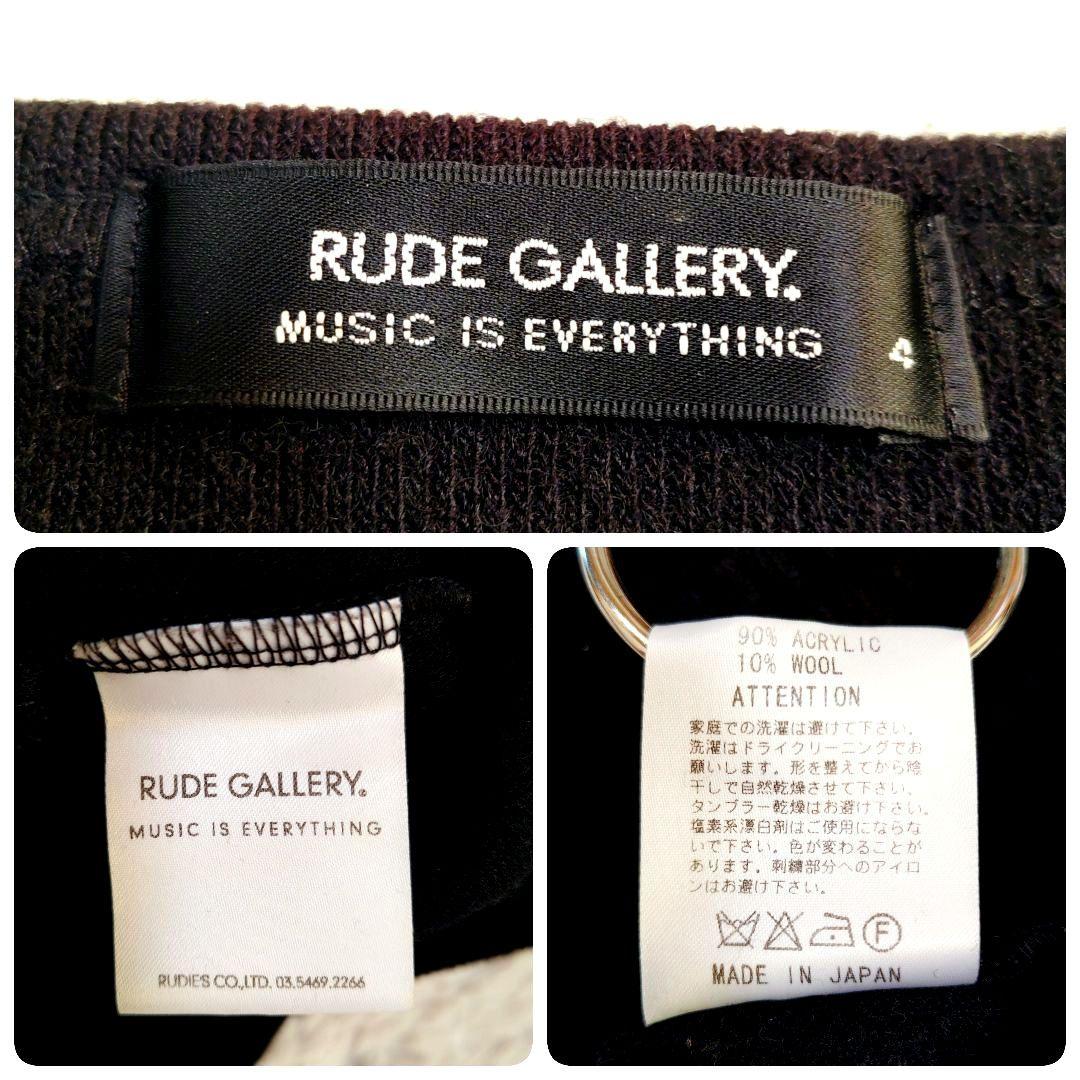 RUDE GALLERY.
MUSIC IS EVERYTHING
4
RUDE GALLERY.
MUSIC IS EVERYTHING
RUDIE'S CO.,LTD. 03.5469.2266
90% ACRYLIC
10% WOOL
ATTENTION
家庭での洗濯は避けて下さい。
洗濯はドライクリーニングでお
願いします。形を整えてから陰
干しで自然乾燥させて下さい。
タンブラー乾燥はお避け下さい。
塩素系漂白剤はご使用にならな
いで下さい。色が変わることが
あります。刺繍部分へのアイロ
ンはお避け下さい。
F
MADE IN JAPAN